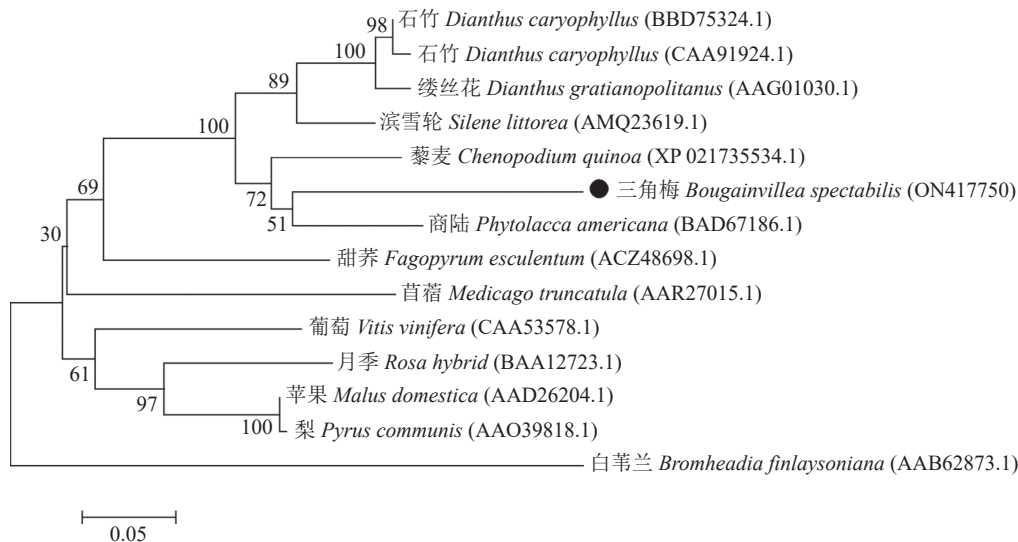 98
石竹 Dianthus caryophyllus (BBD75324.1)
100
石竹 Dianthus caryophyllus (CAA91924.1)
89
缕丝花 Dianthus gratianopolitanus (AAG01030.1)
100
滨雪轮 Silene littorea (AMQ23619.1)
藜麦 Chenopodium quinoa (XP 021735534.1)
69
72
三角梅 Bougainvillea spectabilis (ON417750)
51
商陆 Phytolacca americana (BAD67186.1)
30
甜荞 Fagopyrum esculentum (ACZ48698.1)
苜蓿 Medicago truncatula (AAR27015.1)
葡萄 Vitis vinifera (CAA53578.1)
61
月季 Rosa hybrid (BAA12723.1)
97
苹果 Malus domestica (AAD26204.1)
100
梨 Pyrus communis (AAO39818.1)
白苇兰 Bromheadia finlaysoniana (AAB62873.1)
0.05